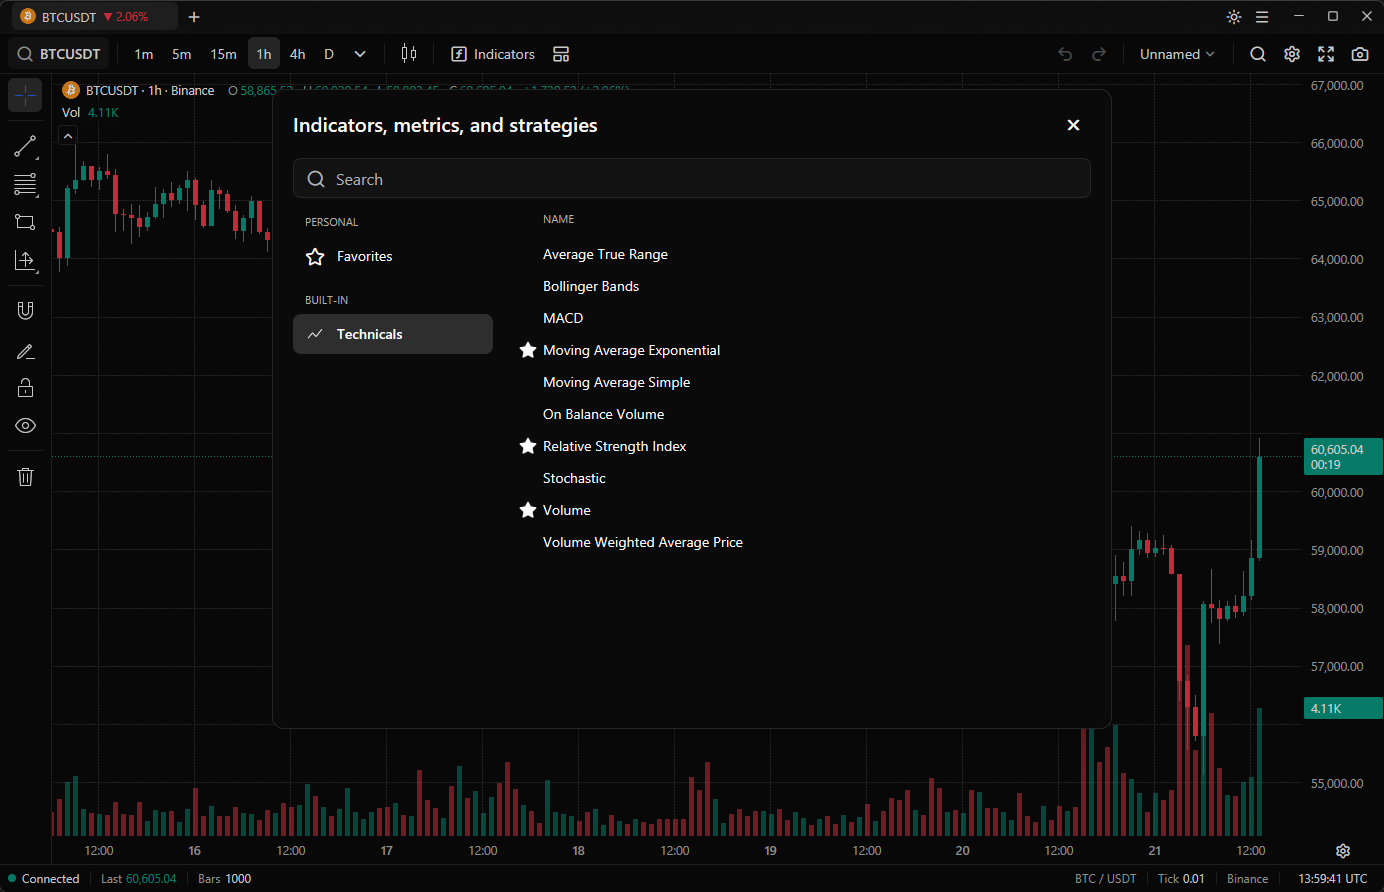 BTCUSDT ▼ 2.06%
BTCUSDT 1m 5m 15m 1h 4h D Indicators Unnamed
BTCUSDT · 1h · Binance O 58,865.52
Vol 4.11K
67,000.00
66,000.00
65,000.00
64,000.00
63,000.00
62,000.00
60,605.04
00:19
60,000.00
59,000.00
58,000.00
57,000.00
4.11K
55,000.00
Indicators, metrics, and strategies
Search
PERSONAL
Favorites
BUILT-IN
Technicals
NAME
Average True Range
Bollinger Bands
MACD
Moving Average Exponential
Moving Average Simple
On Balance Volume
Relative Strength Index
Stochastic
Volume
Volume Weighted Average Price
12:00 16 12:00 17 12:00 18 12:00 19 12:00 20 12:00 21 12:00
Connected Last 60,605.04 Bars 1000 BTC / USDT Tick 0.01 Binance 13:59:41 UTC